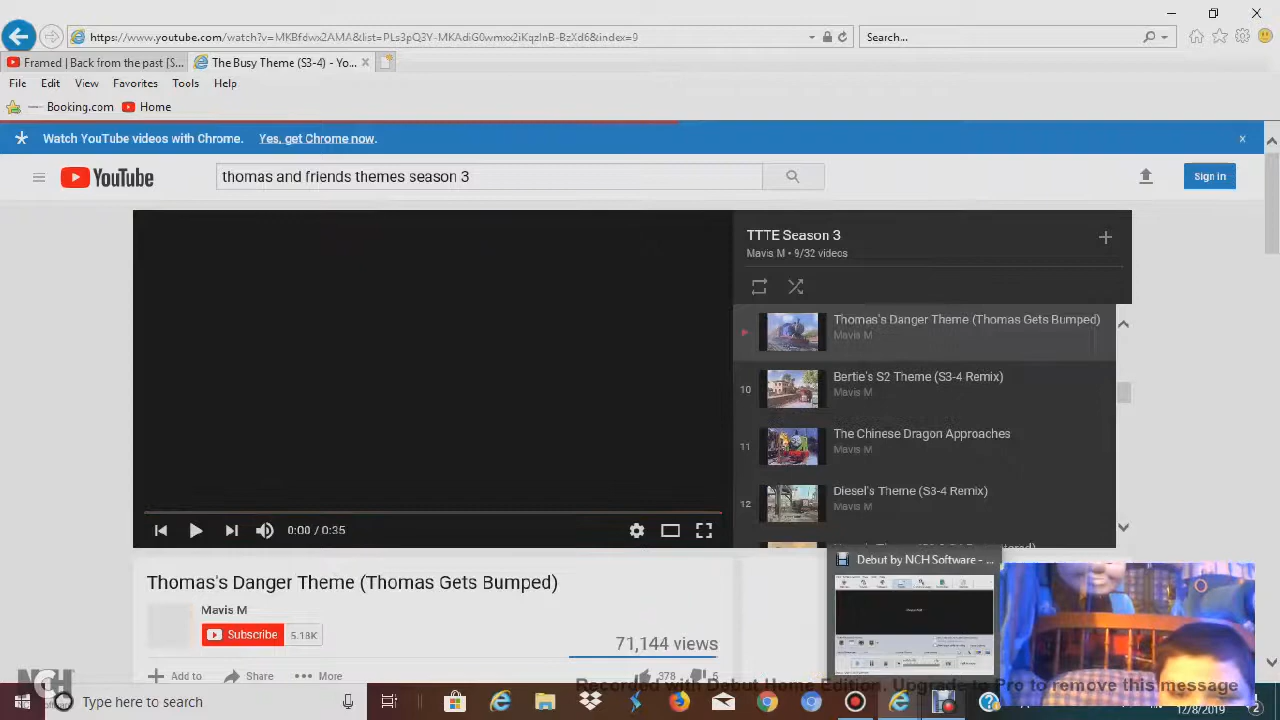 https://www.youtube.com/watch?v=MKBfdwx2AMA&list=PLs3pQ3Y-MKAdiG0wmxx2iKqzlnB-BzXd6&index=9
Search...
Framed | Back from the past [S...
The Busy Theme (S3-4) - Yo...
File Edit View Favorites Tools Help
Booking.com Home
Watch YouTube videos with Chrome. Yes, get Chrome now.
YouTube
thomas and friends themes season 3
Sign in
TTTE Season 3
Mavis M • 9/32 videos
Thomas's Danger Theme (Thomas Gets Bumped)
Mavis M
10 Bertie's S2 Theme (S3-4 Remix)
Mavis M
11 The Chinese Dragon Approaches
Mavis M
12 Diesel's Theme (S3-4 Remix)
Mavis M
0:00 / 0:35
Debut by NCH Software - ...
Thomas's Danger Theme (Thomas Gets Bumped)
Mavis M
Subscribe 5.18K
71,144 views
Add to Share More
378 5
NCH
Recorded with Debut Home Edition. Upgrade to Pro to remove this message
Type here to search
12/8/2019
2